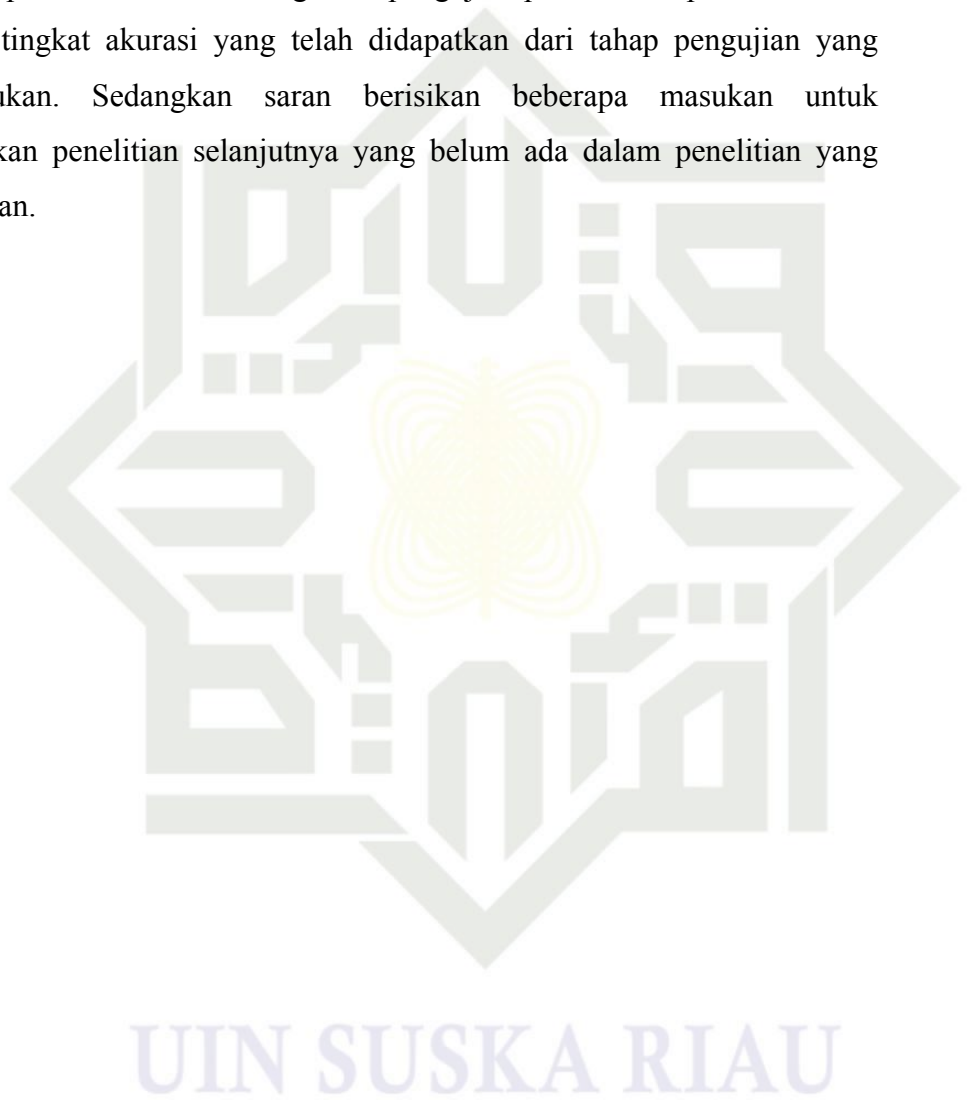 tingkat akurasi yang telah didapatkan dari tahap pengujian yang
ukan. Sedangkan saran berisikan beberapa masukan untuk
kan penelitian selanjutnya yang belum ada dalam penelitian yang
an.
UIN SUSKA RIAU